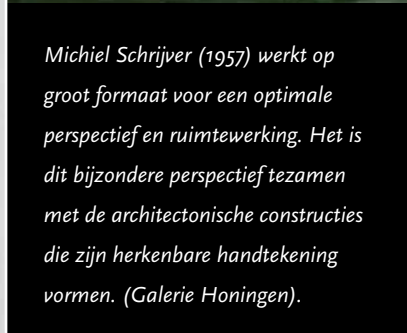 Michiel Schrijver (1957) werkt op
groot formaat voor een optimale
perspectief en ruimtewerking. Het is
dit bijzondere perspectief tezamen
met de architectonische constructies
die zijn herkenbare handtekening
vormen. (Galerie Honingen).